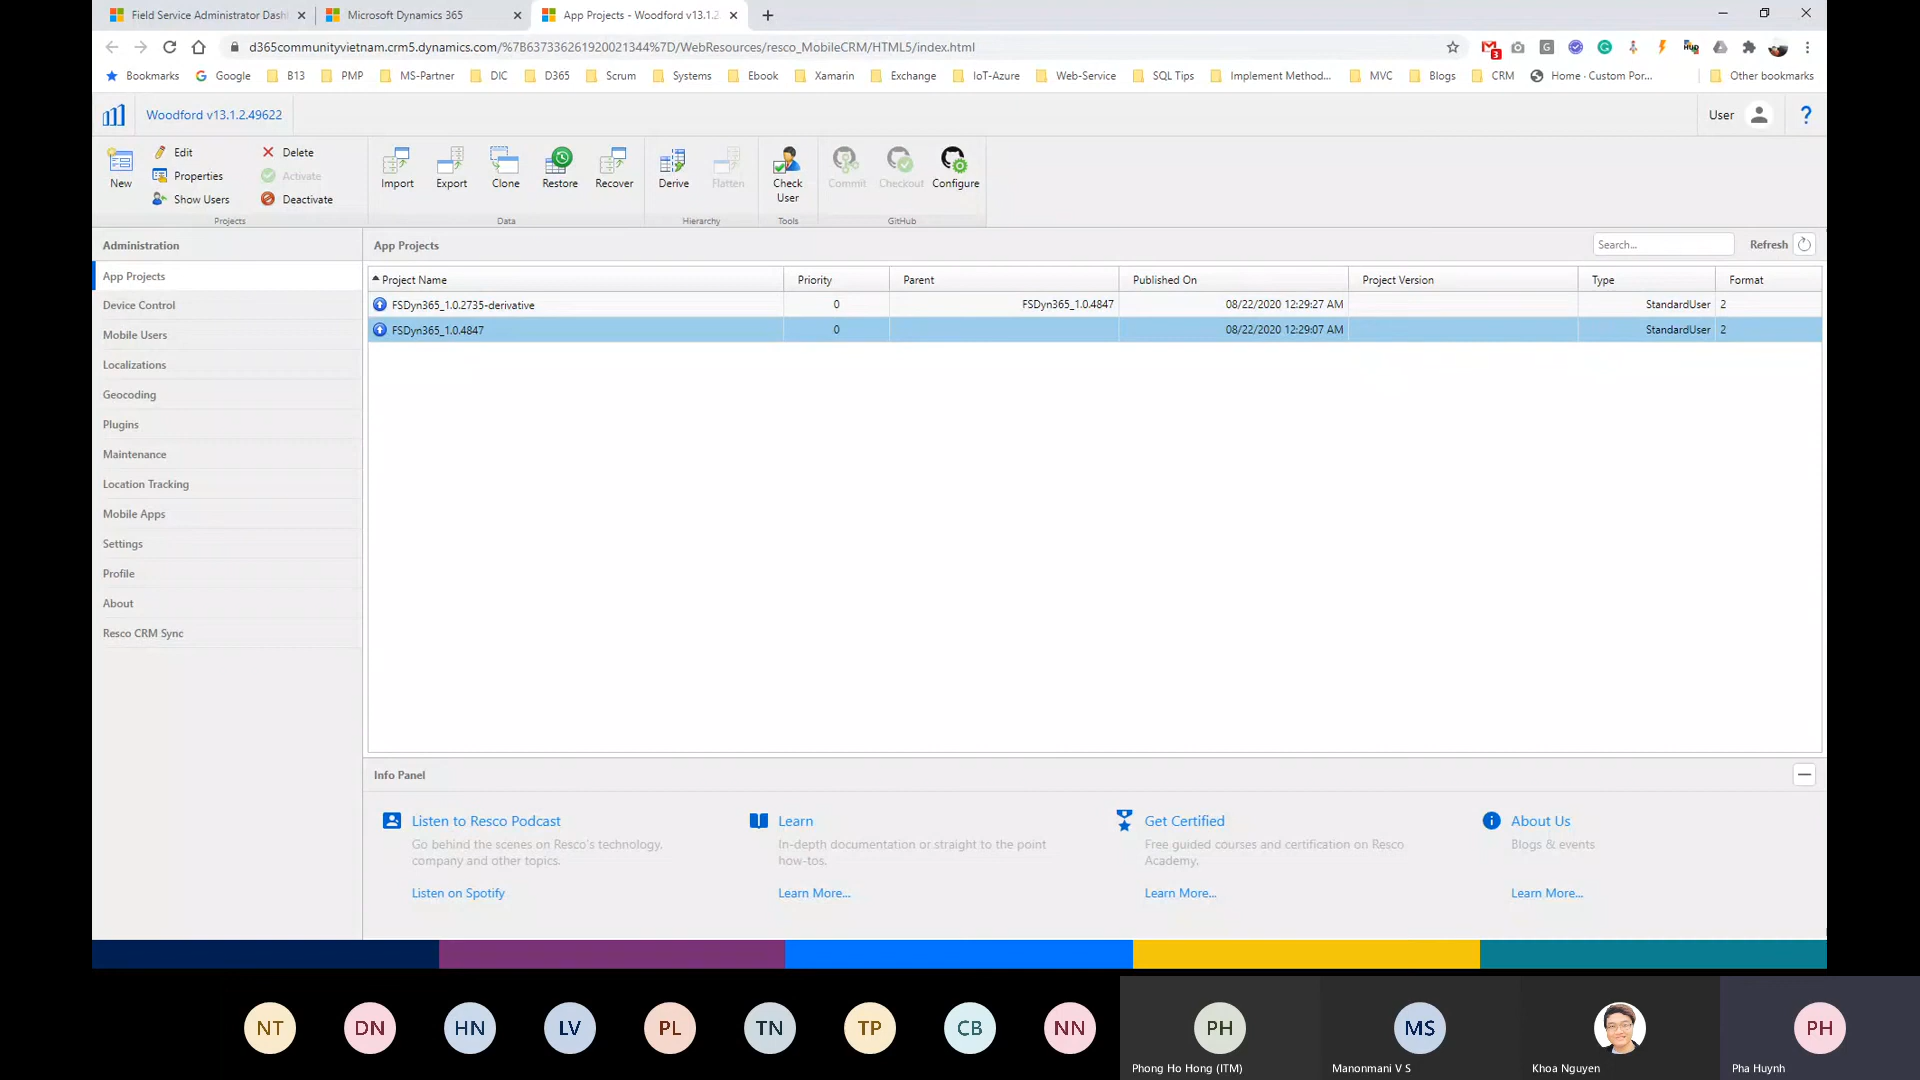 Field Service Administrator Dash
Microsoft Dynamics 365
App Projects - Woodford v13.1.2.
d365communityvietnam.crm5.dynamics.com/%7B637336261920021344%7D/WebResources/resco_MobileCRM/HTML5/index.html
3
HUD
Bookmarks
Google
B13
PMP
MS-Partner
DIC
D365
Scrum
Systems
Ebook
Xamarin
Exchange
IoT-Azure
Web-Service
SQL Tips
Implement Method...
MVC
Blogs
CRM
Home - Custom Por...
Other bookmarks
Woodford v13.1.2.49622
User
?
New
Edit
Properties
Show Users
Delete
Activate
Deactivate
Projects
Import
Export
Clone
Restore
Recover
Data
Derive
Flatten
Hierarchy
Check
User
Tools
Commit
Checkout
Configure
GitHub
Administration
App Projects
Device Control
Mobile Users
Localizations
Geocoding
Plugins
Maintenance
Location Tracking
Mobile Apps
Settings
Profile
About
Resco CRM Sync
App Projects
Search...
Refresh
Project Name Priority Parent Published On Project Version Type Format
FSDyn365_1.0.2735-derivative 0 FSDyn365_1.0.4847 08/22/2020 12:29:27 AM StandardUser 2
FSDyn365_1.0.4847 0 08/22/2020 12:29:07 AM StandardUser 2
Info Panel
Listen to Resco Podcast
Go behind the scenes on Resco's technology,
company and other topics.
Listen on Spotify
Learn
In-depth documentation or straight to the point
how-tos.
Learn More...
Get Certified
Free guided courses and certification on Resco
Academy.
Learn More...
About Us
Blogs & events
Learn More...
NT
DN
HN
LV
PL
TN
TP
CB
NN
PH
Phong Ho Hong (ITM)
MS
Manonmani V S
Khoa Nguyen
PH
Pha Huynh